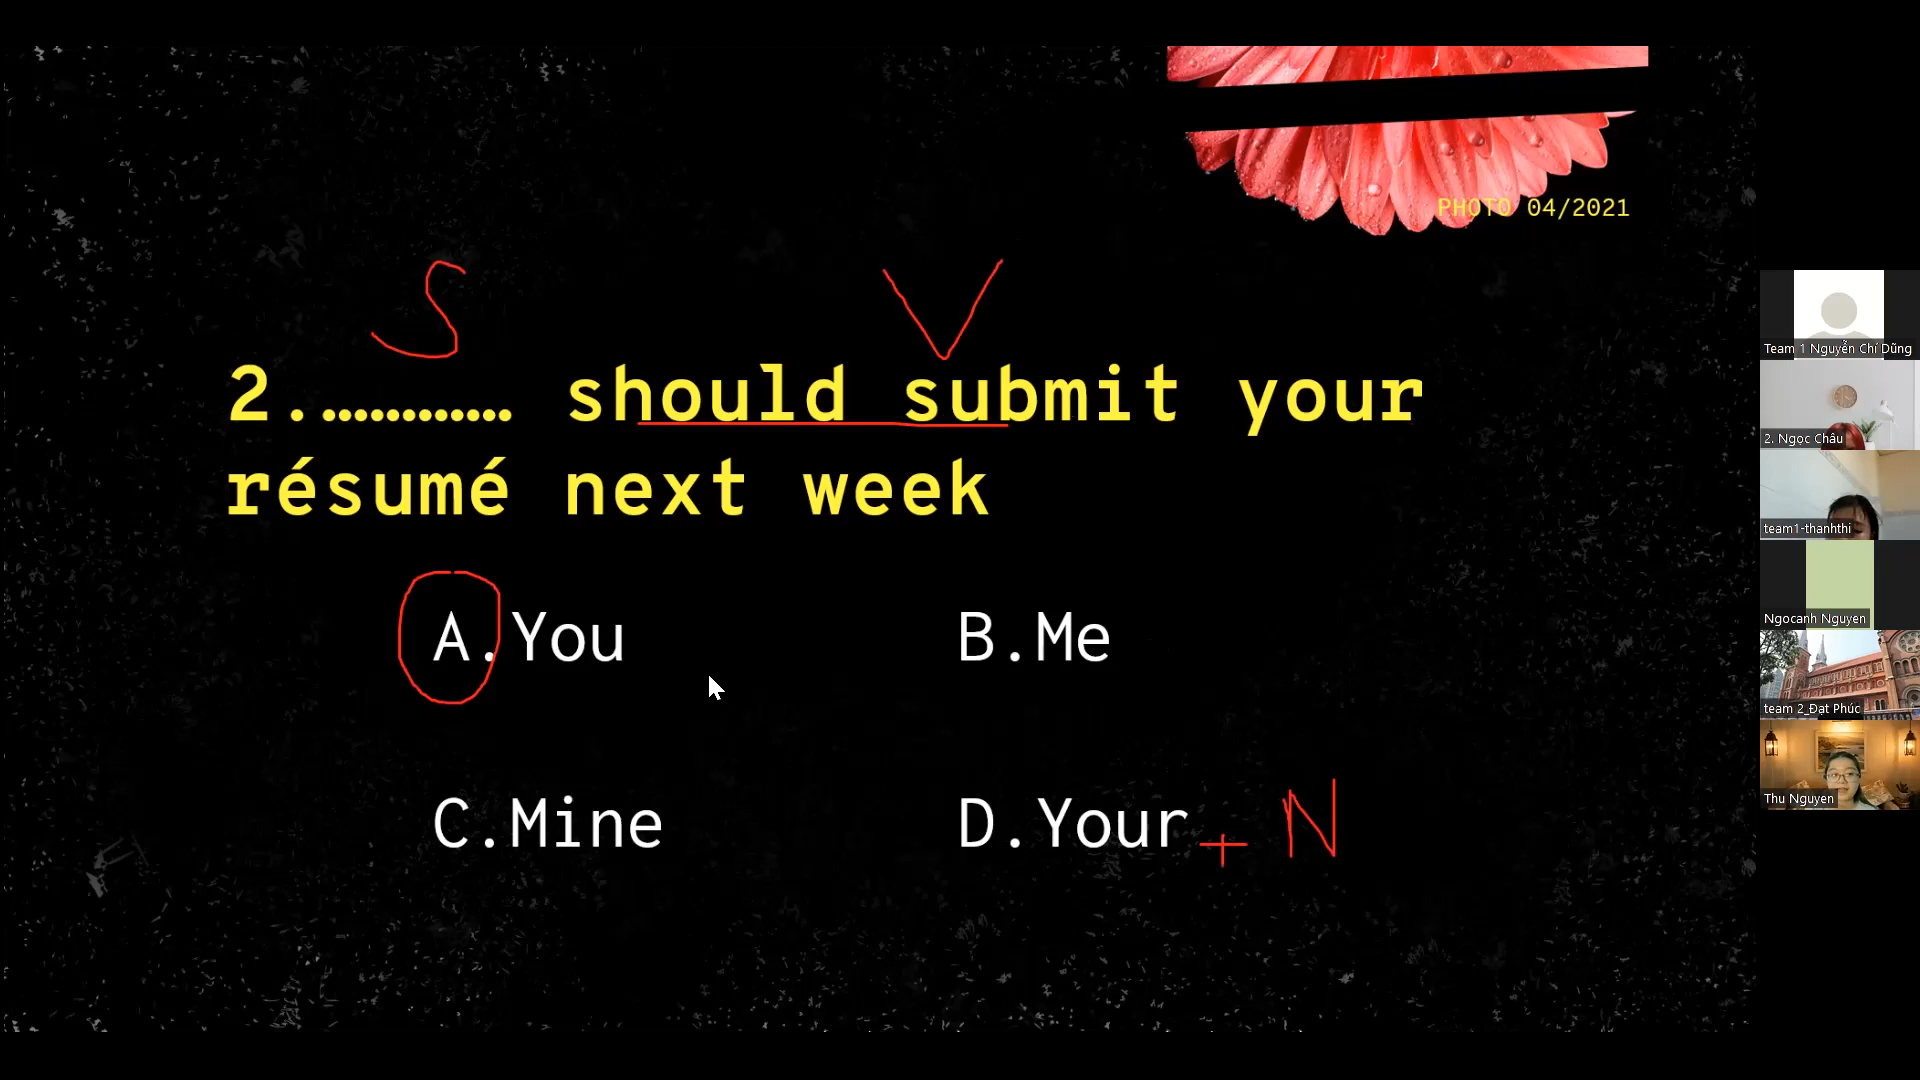 PHOTO 04/2021
S V
2.………… should submit your
résumé next week
A.You
B.Me
C.Mine
D.Your + N
Team 1 Nguyễn Chí Dũng
2. Ngọc Châu
team1-thanhthi
Ngocanh Nguyen
team 2_Đạt Phúc
Thu Nguyen